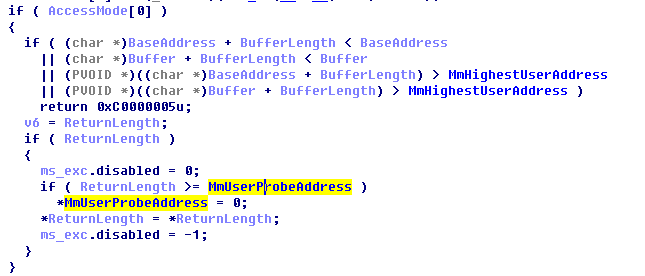 if ( AccessMode[0] )
{
if ( (char *)BaseAddress + BufferLength < BaseAddress
|| (char *)Buffer + BufferLength < Buffer
|| (PVOID *)((char *)BaseAddress + BufferLength) > MmHighestUserAddress
|| (PVOID *)((char *)Buffer + BufferLength) > MmHighestUserAddress )
return 0xC0000005u;
v6 = ReturnLength;
if ( ReturnLength )
{
ms_exc.disabled = 0;
if ( ReturnLength >= MmUserProbeAddress )
*MmUserProbeAddress = 0;
*ReturnLength = *ReturnLength;
ms_exc.disabled = -1;
}
}